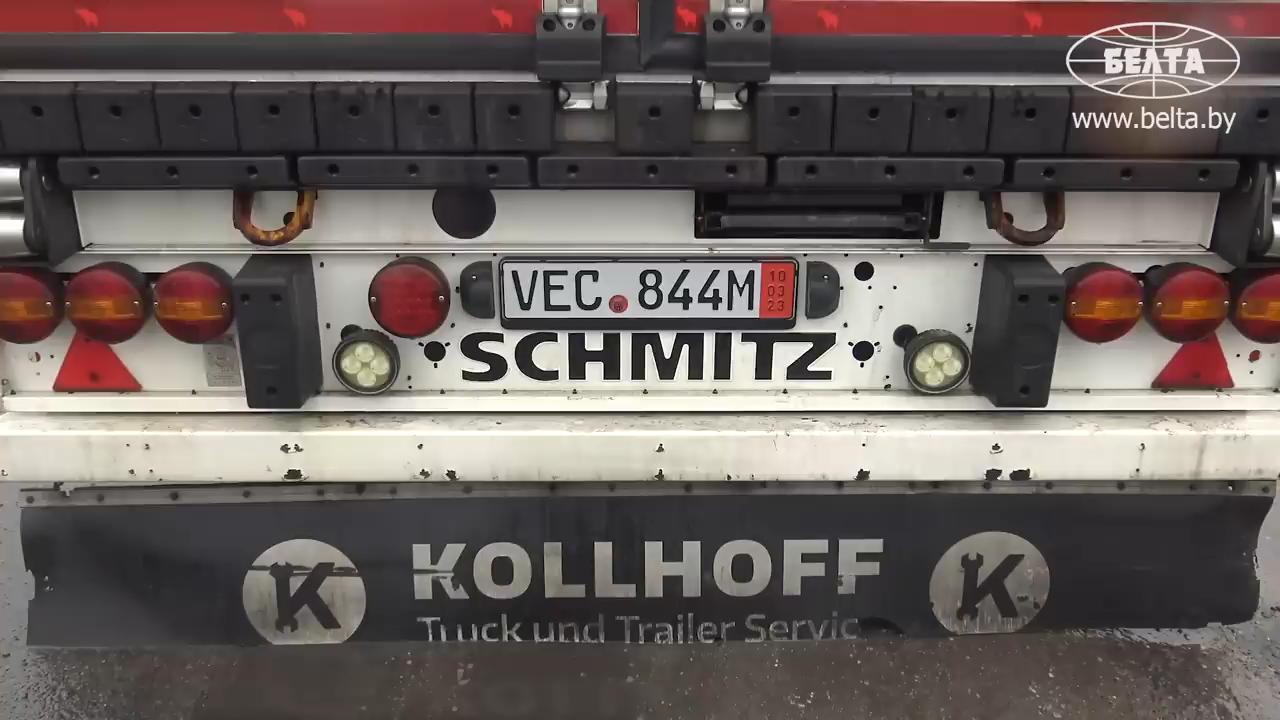 БЕЛТА
www.belta.by
VEC 844M
10
03
23
SCHMITZ
K
KOLLHOFF
K
Truck und Trailer Servic